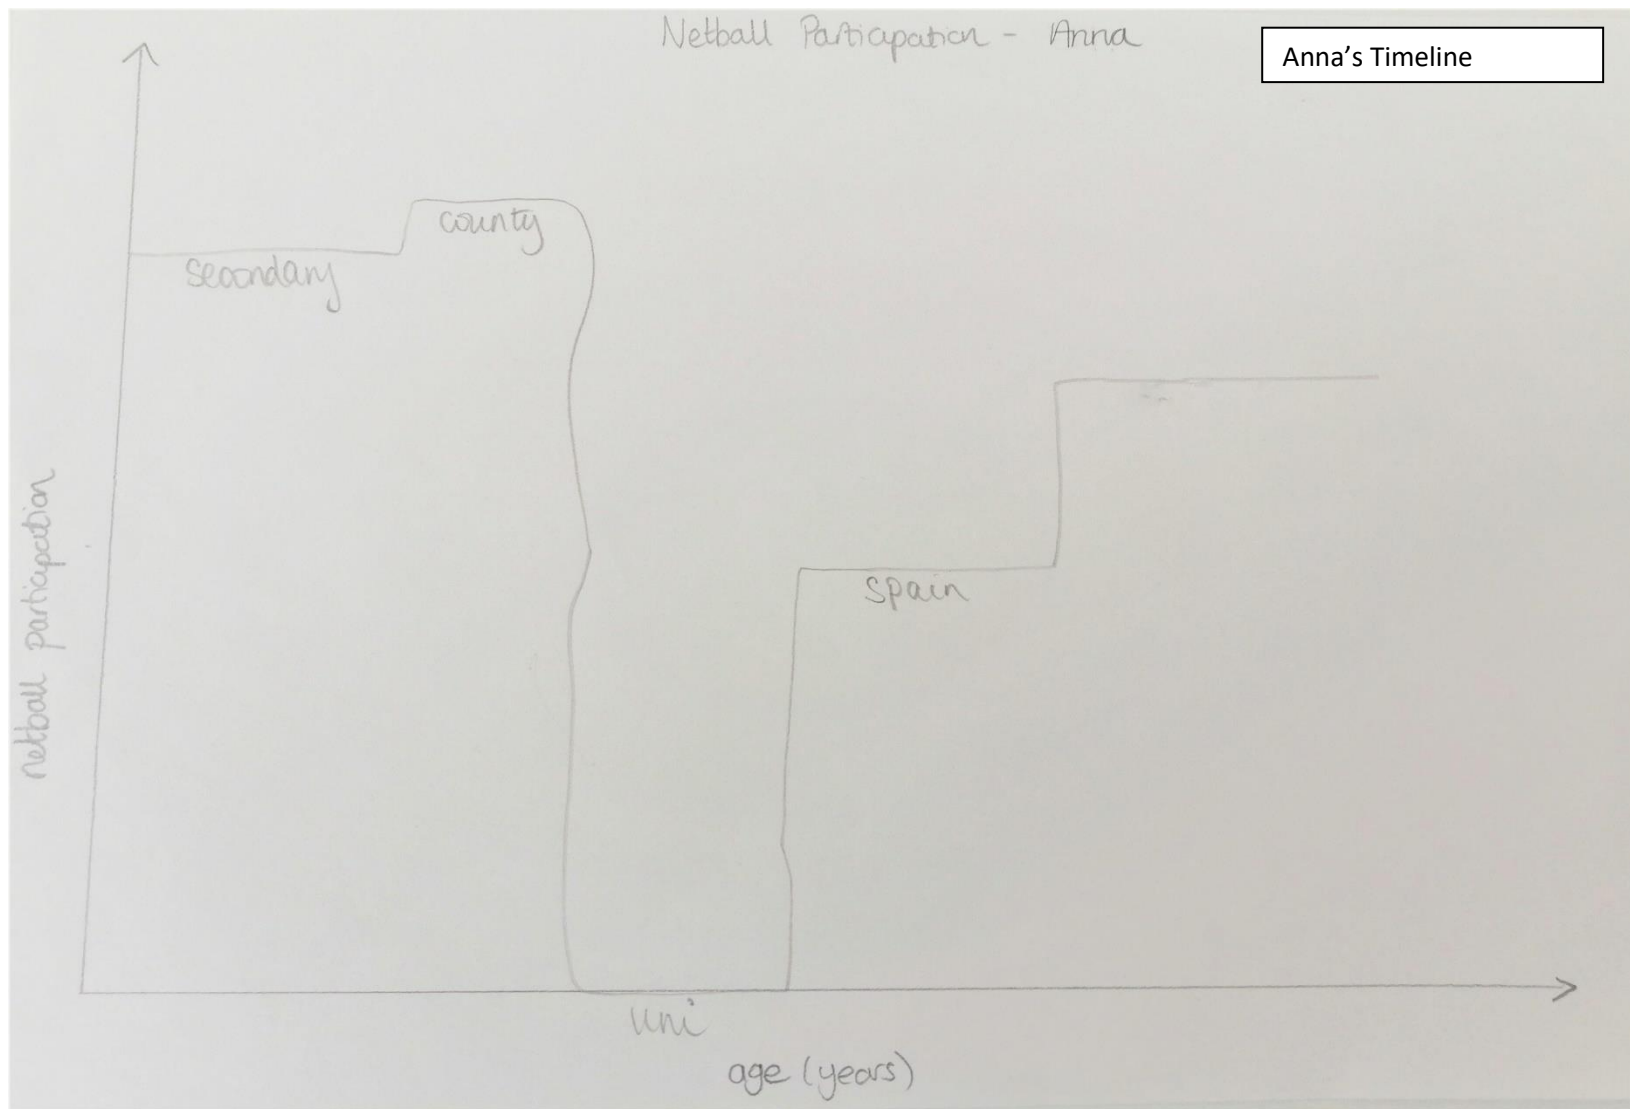 Netball Participation - Anna
Anna's Timeline
county
secondary
netball participation
spain
uni
age (years)